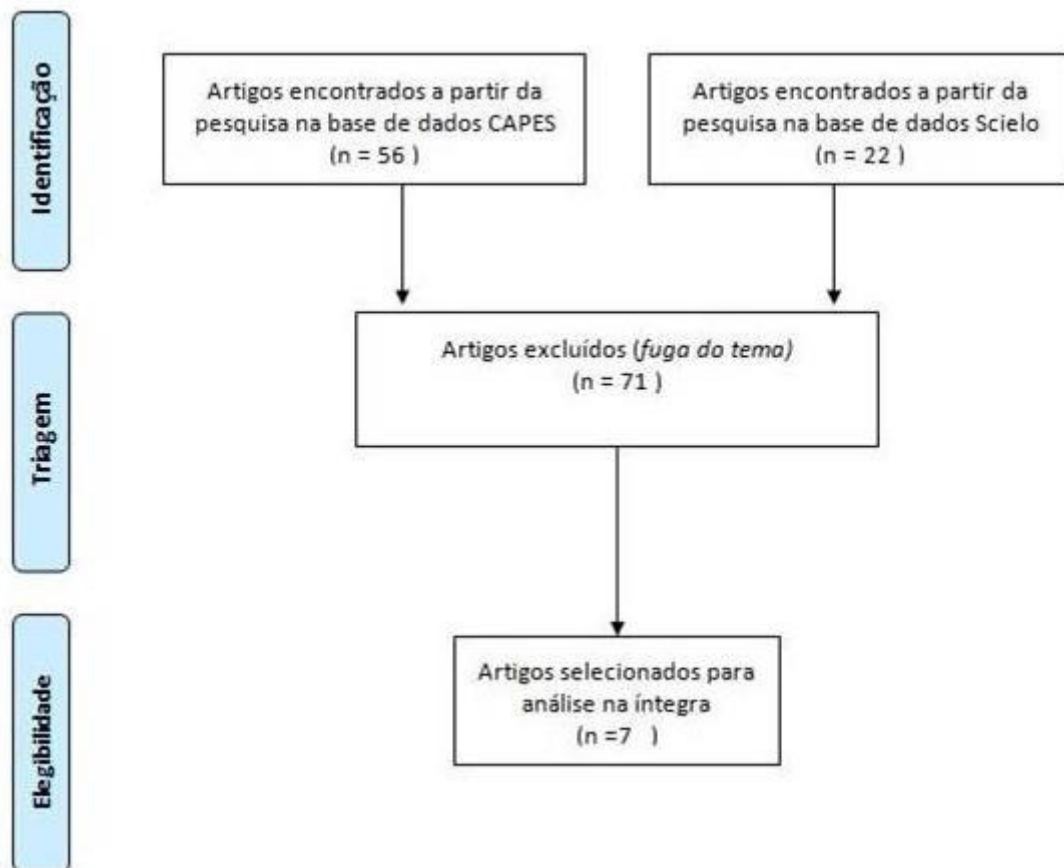 Identificação
Artigos encontrados a partir da
pesquisa na base de dados CAPES
(n = 56 )
Artigos encontrados a partir da
pesquisa na base de dados Scielo
(n = 22 )
Triagem
Artigos excluídos (fuga do tema)
(n = 71 )
Elegibilidade
Artigos selecionados para
análise na íntegra
(n =7 )